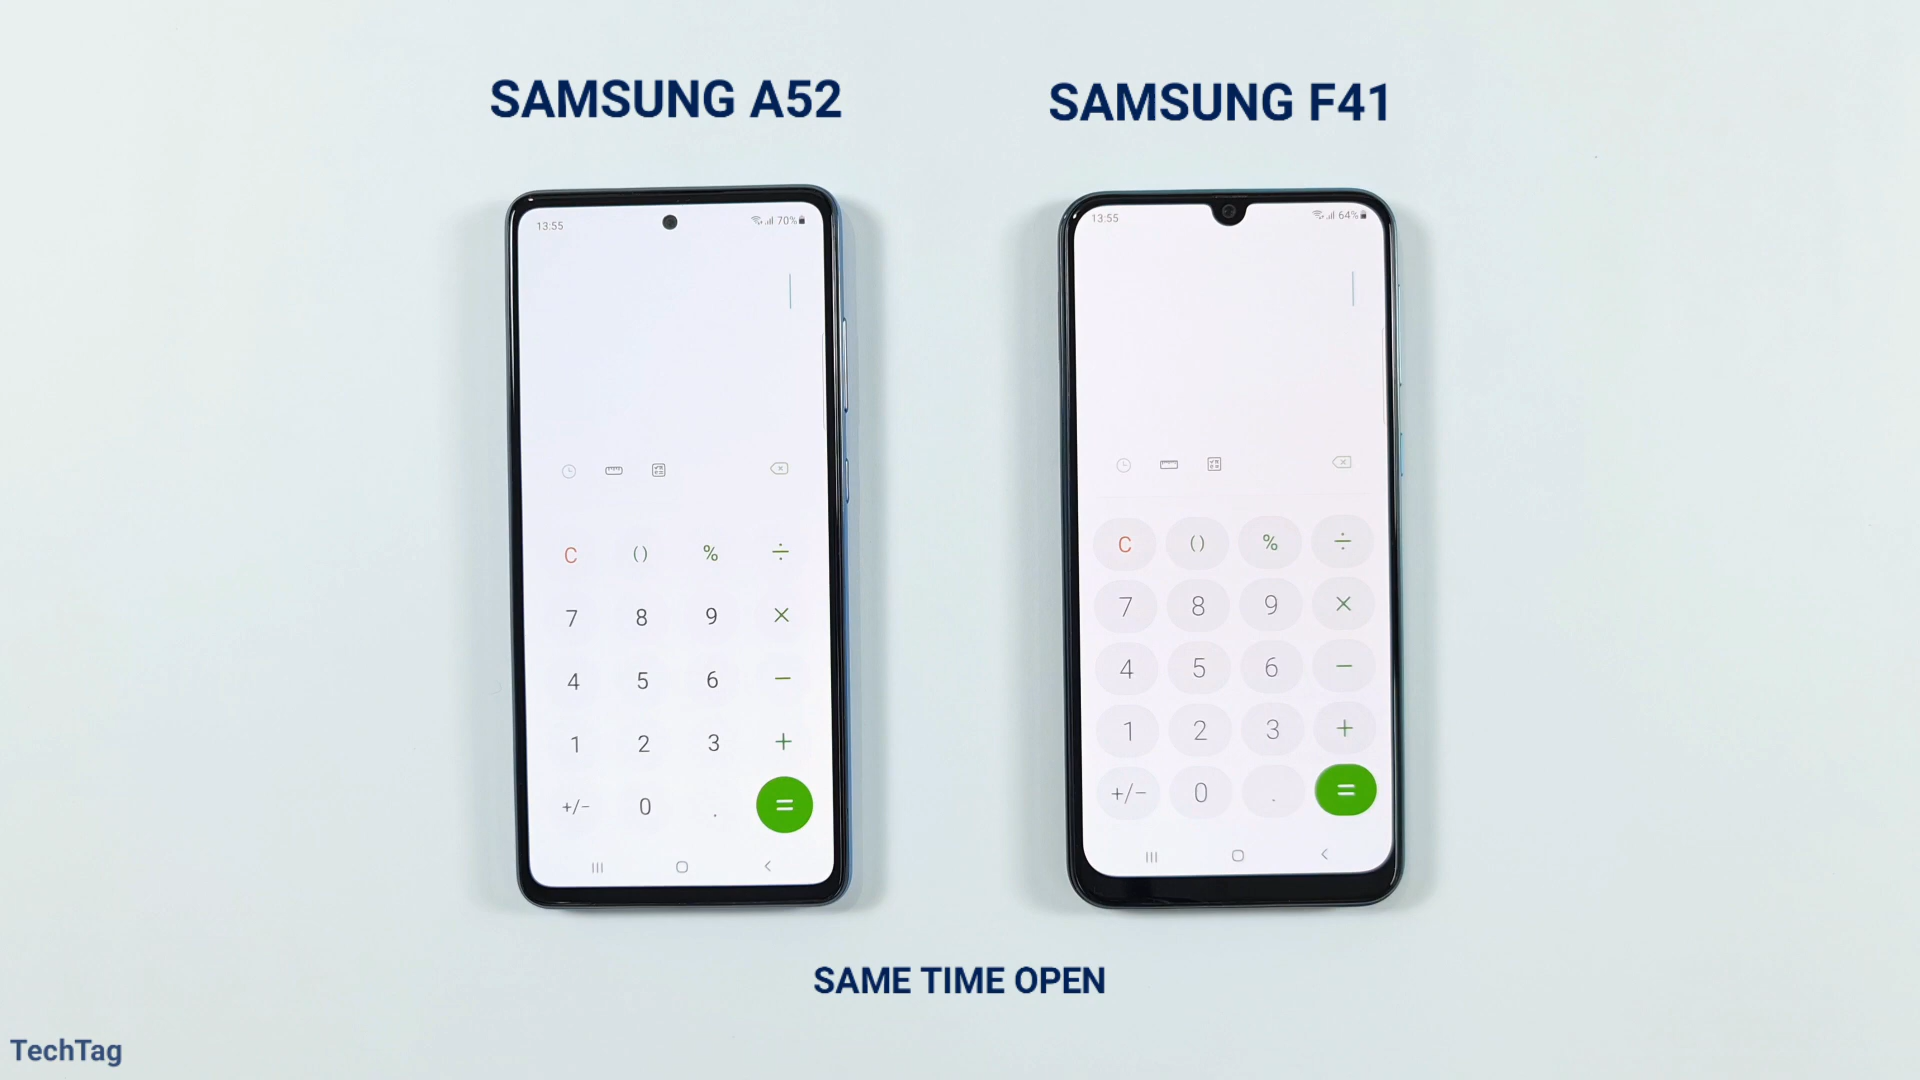 SAMSUNG A52
SAMSUNG F41
13:55
70%
13:55
64%
C () % ÷
7 8 9 ×
4 5 6 −
1 2 3 +
+/− 0 . =
C () % ÷
7 8 9 ×
4 5 6 −
1 2 3 +
+/− 0 . =
SAME TIME OPEN
TechTag